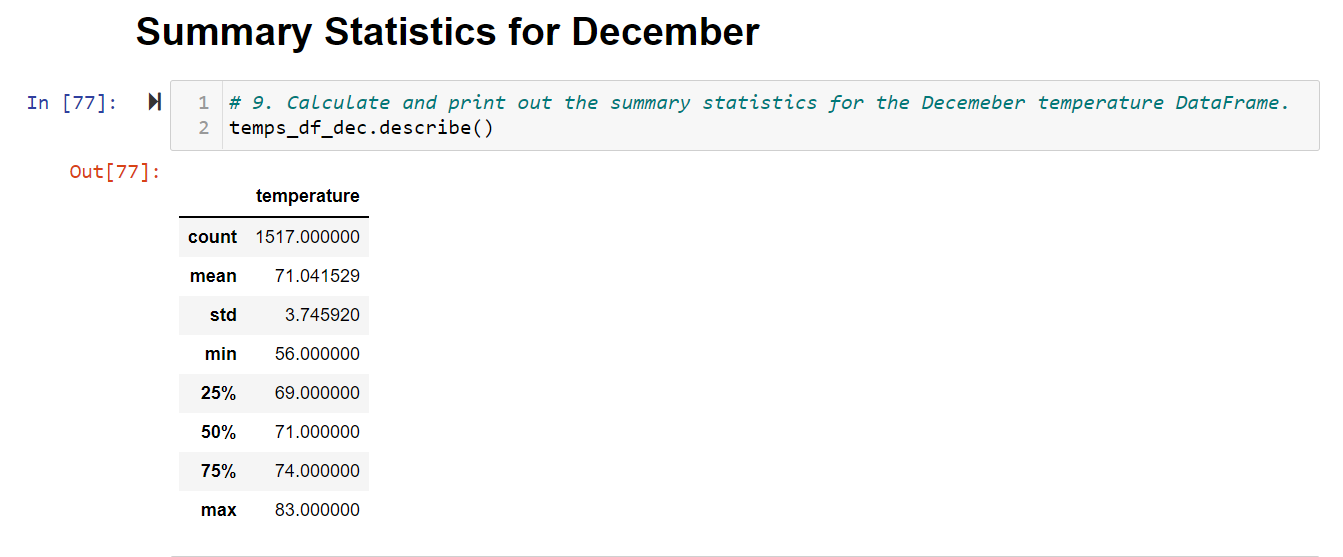 Summary Statistics for December
In [77]:
1 # 9. Calculate and print out the summary statistics for the Decemeber temperature DataFrame.
2 temps_df_dec.describe()
Out[77]:
temperature
count 1517.000000
mean 71.041529
std 3.745920
min 56.000000
25% 69.000000
50% 71.000000
75% 74.000000
max 83.000000